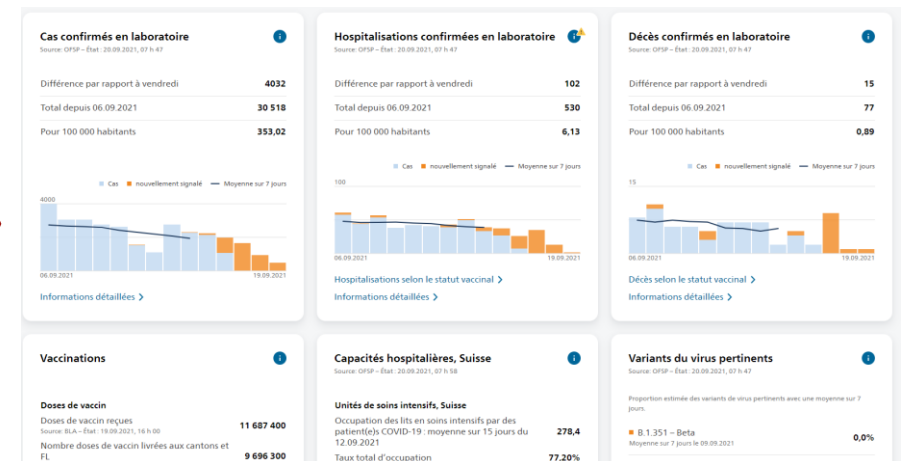 Cas confirmés en laboratoire
Source: OFSP – État : 20.09.2021, 07 h 47
Différence par rapport à vendredi 4032
Total depuis 06.09.2021 30 518
Pour 100 000 habitants 353,02
Cas nouvellement signalé Moyenne sur 7 jours
4000
06.09.2021 19.09.2021
Informations détaillées
Hospitalisations confirmées en laboratoire
Source: OFSP – État : 20.09.2021, 07 h 47
Différence par rapport à vendredi 102
Total depuis 06.09.2021 530
Pour 100 000 habitants 6,13
Cas nouvellement signalé Moyenne sur 7 jours
100
06.09.2021 19.09.2021
Hospitalisations selon le statut vaccinal
Informations détaillées
Décès confirmés en laboratoire
Source: OFSP – État : 20.09.2021, 07 h 47
Différence par rapport à vendredi 15
Total depuis 06.09.2021 77
Pour 100 000 habitants 0,89
Cas nouvellement signalé Moyenne sur 7 jours
15
06.09.2021 19.09.2021
Décès selon le statut vaccinal
Informations détaillées
Vaccinations
Doses de vaccin
Doses de vaccin reçues 11 687 400
Source: BLA – État : 19.09.2021, 16 h 00
Nombre doses de vaccin livrées aux cantons et
FL 9 696 300
Capacités hospitalières, Suisse
Source: OFSP – État : 20.09.2021, 07 h 58
Unités de soins intensifs, Suisse
Occupation des lits en soins intensifs par des
patient(e)s COVID-19 : moyenne sur 15 jours du 278,4
12.09.2021
Taux total d'occupation 77.20%
Variants du virus pertinents
Source: OFSP – État : 20.09.2021, 07 h 47
Proportion estimée des variants de virus pertinents avec une moyenne sur 7
jours.
B.1.351 – Beta 0,0%
Moyenne sur 7 jours le 09.09.2021